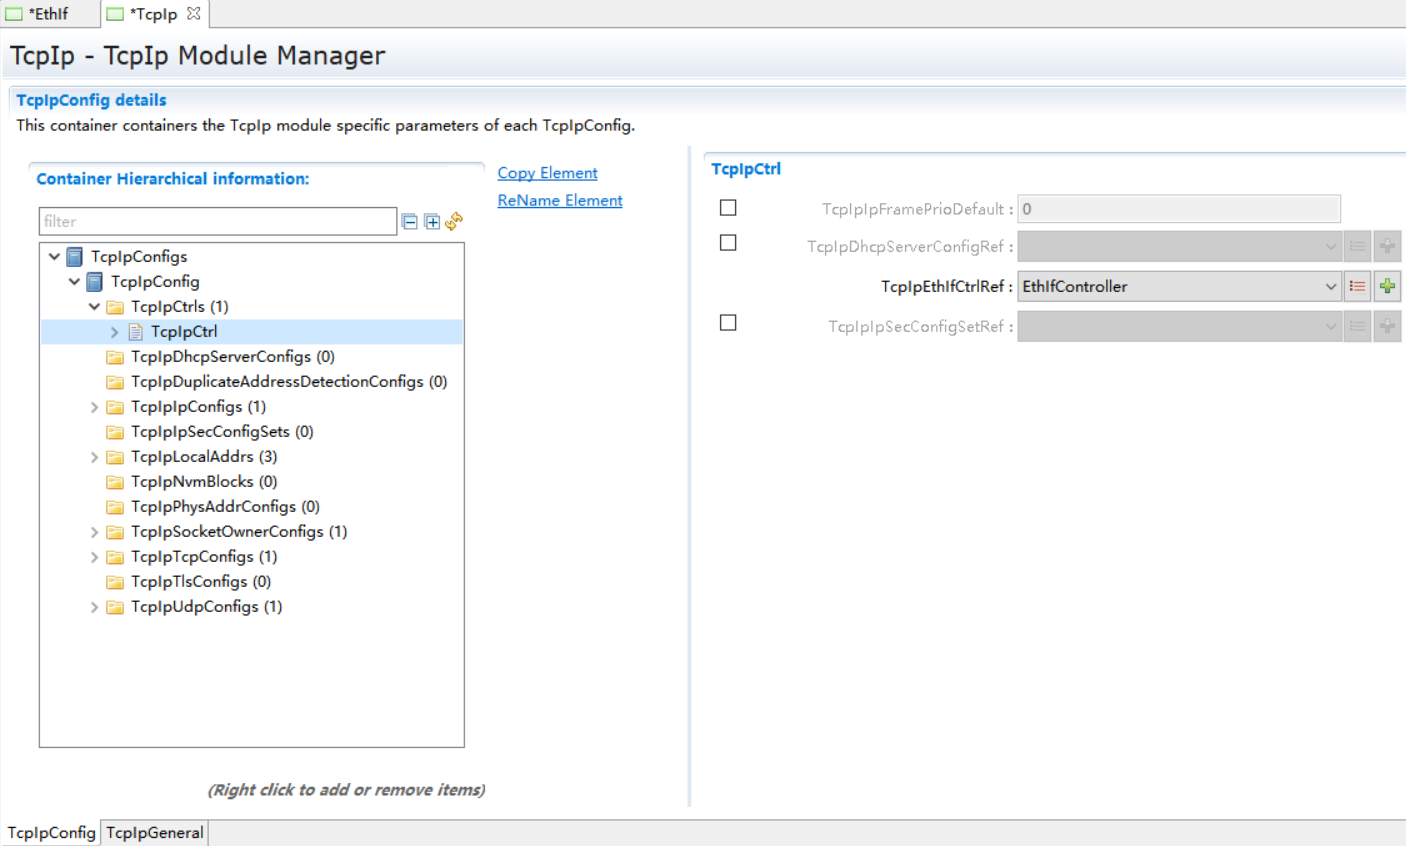 *EthIf
*TcpIp
TcpIp - TcpIp Module Manager
TcpIpConfig details
This container containers the TcpIp module specific parameters of each TcpIpConfig.
Container Hierarchical information:
Copy Element
ReName Element
filter
TcpIpConfigs
TcpIpConfig
TcpIpCtrls (1)
TcpIpCtrl
TcpIpDhcpServerConfigs (0)
TcpIpDuplicateAddressDetectionConfigs (0)
TcpIpIpConfigs (1)
TcpIpIpSecConfigSets (0)
TcpIpLocalAddrs (3)
TcpIpNvmBlocks (0)
TcpIpPhysAddrConfigs (0)
TcpIpSocketOwnerConfigs (1)
TcpIpTcpConfigs (1)
TcpIpTlsConfigs (0)
TcpIpUdpConfigs (1)
(Right click to add or remove items)
TcpIpCtrl
TcpIpIpFramePrioDefault : 0
TcpIpDhcpServerConfigRef :
TcpIpEthIfCtrlRef : EthIfController
TcpIpIpSecConfigSetRef :
TcpIpConfig
TcpIpGeneral